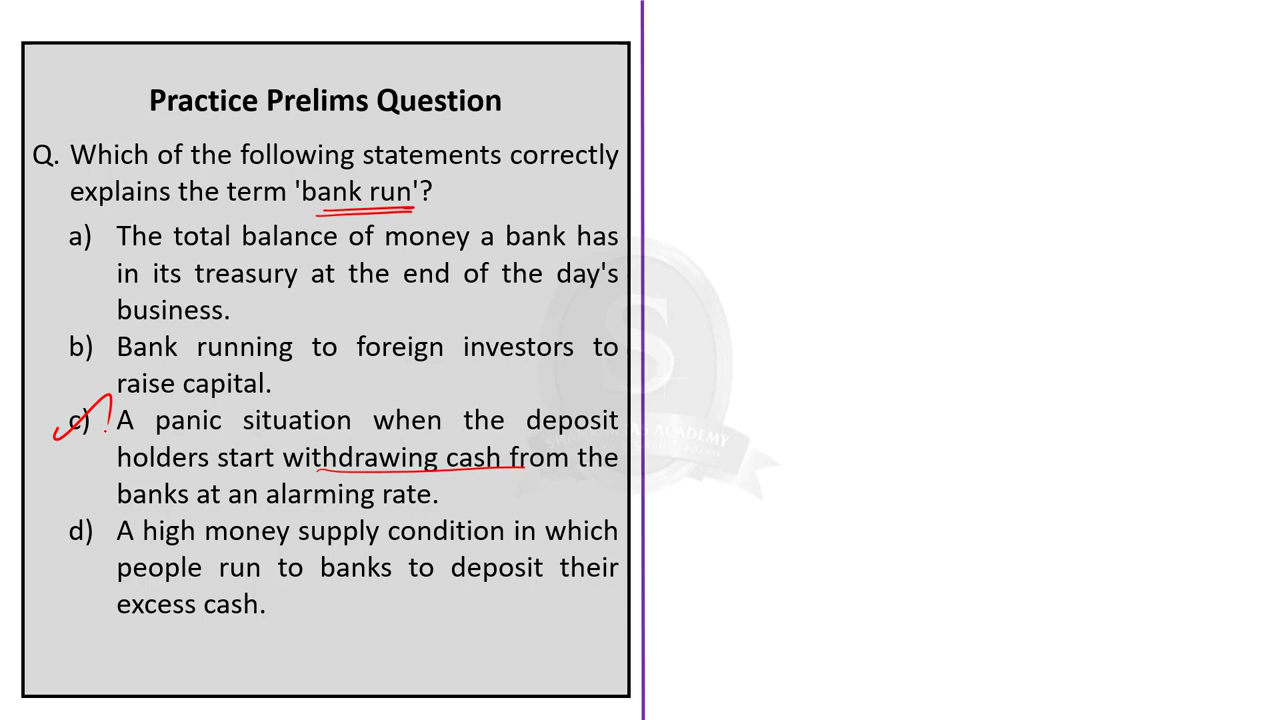 Practice Prelims Question
Q. Which of the following statements correctly
explains the term 'bank run'?
a) The total balance of money a bank has
in its treasury at the end of the day's
business.
b) Bank running to foreign investors to
raise capital.
c) A panic situation when the deposit
holders start withdrawing cash from the
banks at an alarming rate.
d) A high money supply condition in which
people run to banks to deposit their
excess cash.
S
IAS ACADEMY